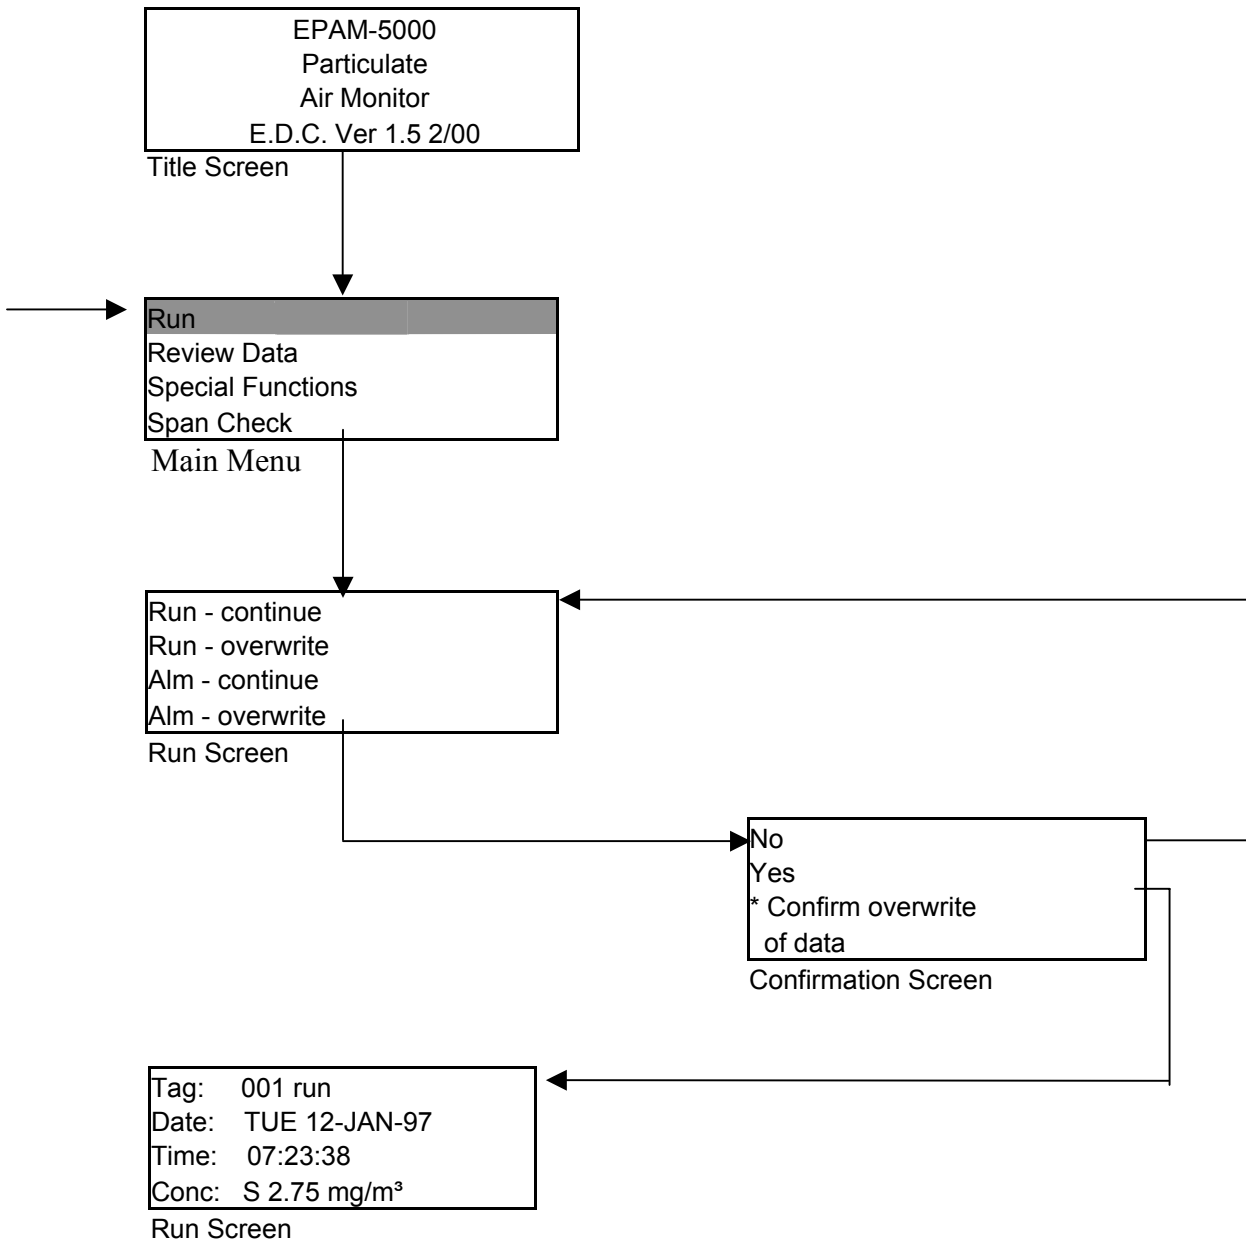 EPAM-5000
Particulate
Air Monitor
E.D.C. Ver 1.5 2/00
Title Screen
Run
Review Data
Special Functions
Span Check
Main Menu
Run - continue
Run - overwrite
Alm - continue
Alm - overwrite
Run Screen
No
Yes
* Confirm overwrite
of data
Confirmation Screen
Tag: 001 run
Date: TUE 12-JAN-97
Time: 07:23:38
Conc: S 2.75 mg/m³
Run Screen